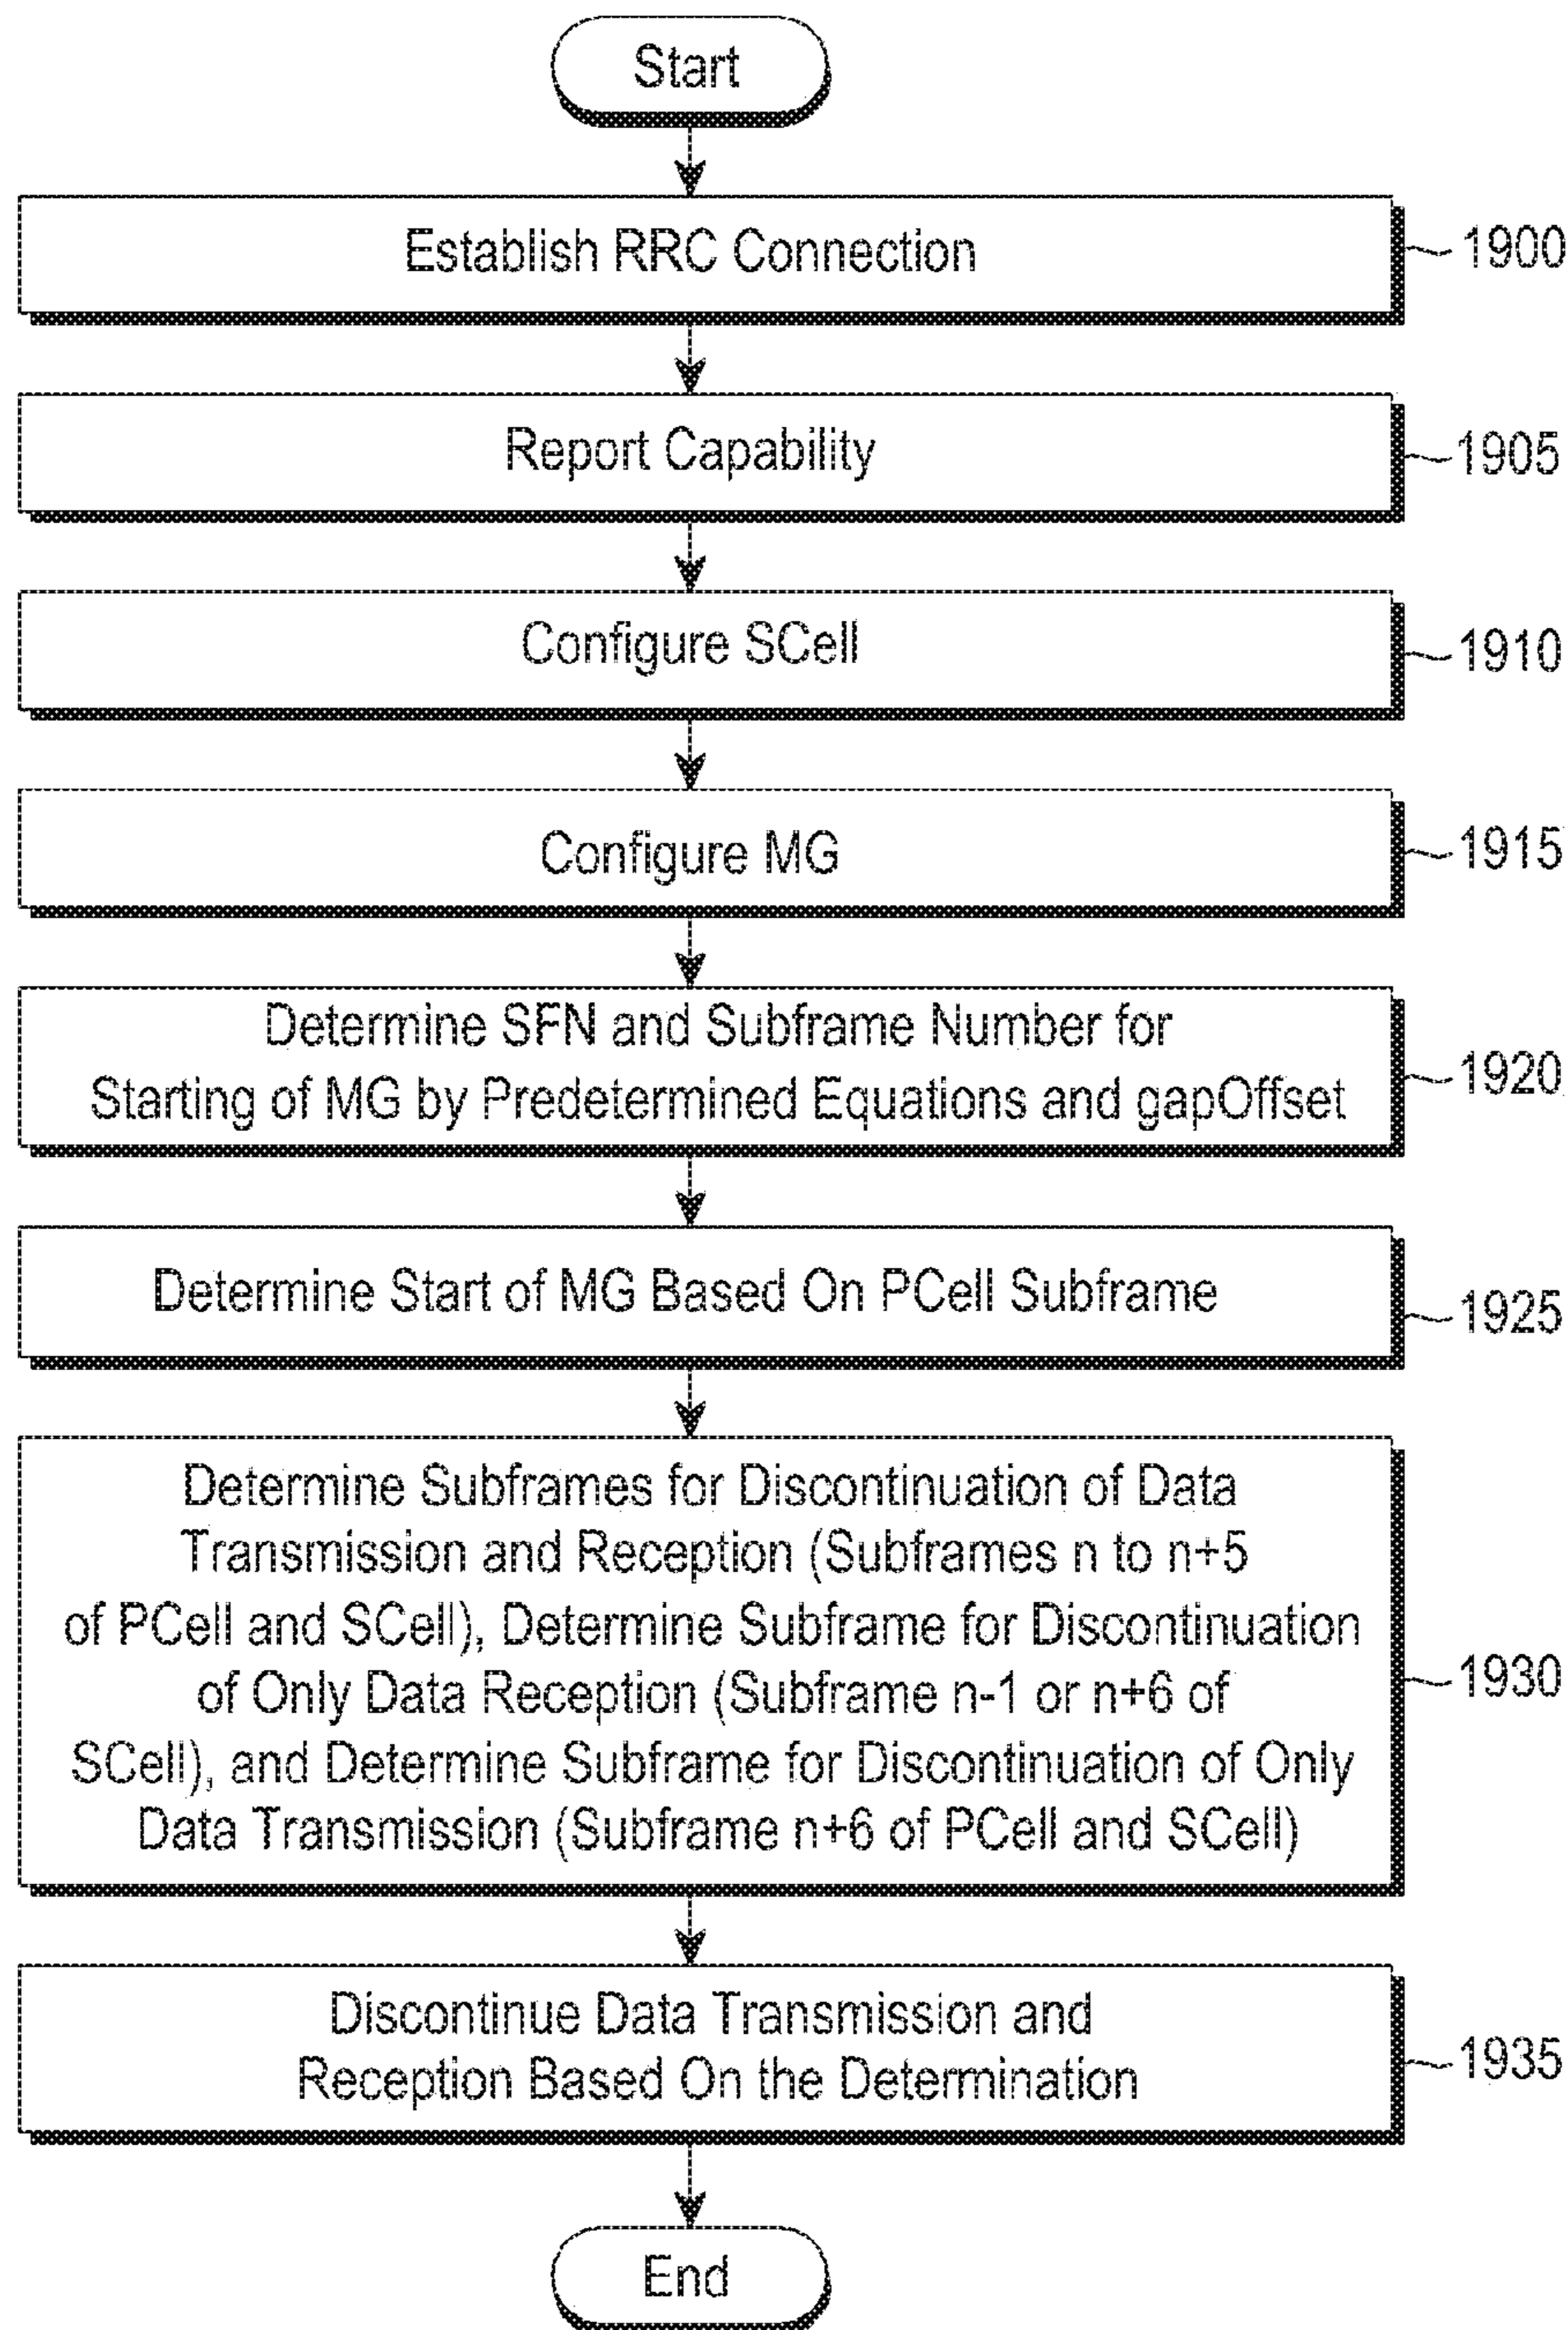 Start
Establish RRC Connection
1900
Report Capability
1905
Configure SCell
1910
Configure MG
1915
Determine SFN and Subframe Number for
Starting of MG by Predetermined Equations and gapOffset
1920
Determine Start of MG Based On PCell Subframe
1925
Determine Subframes for Discontinuation of Data
Transmission and Reception (Subframes n to n+5
of PCell and SCell), Determine Subframe for Discontinuation
of Only Data Reception (Subframe n-1 or n+6 of
SCell), and Determine Subframe for Discontinuation of Only
Data Transmission (Subframe n+6 of PCell and SCell)
1930
Discontinue Data Transmission and
Reception Based On the Determination
1935
End